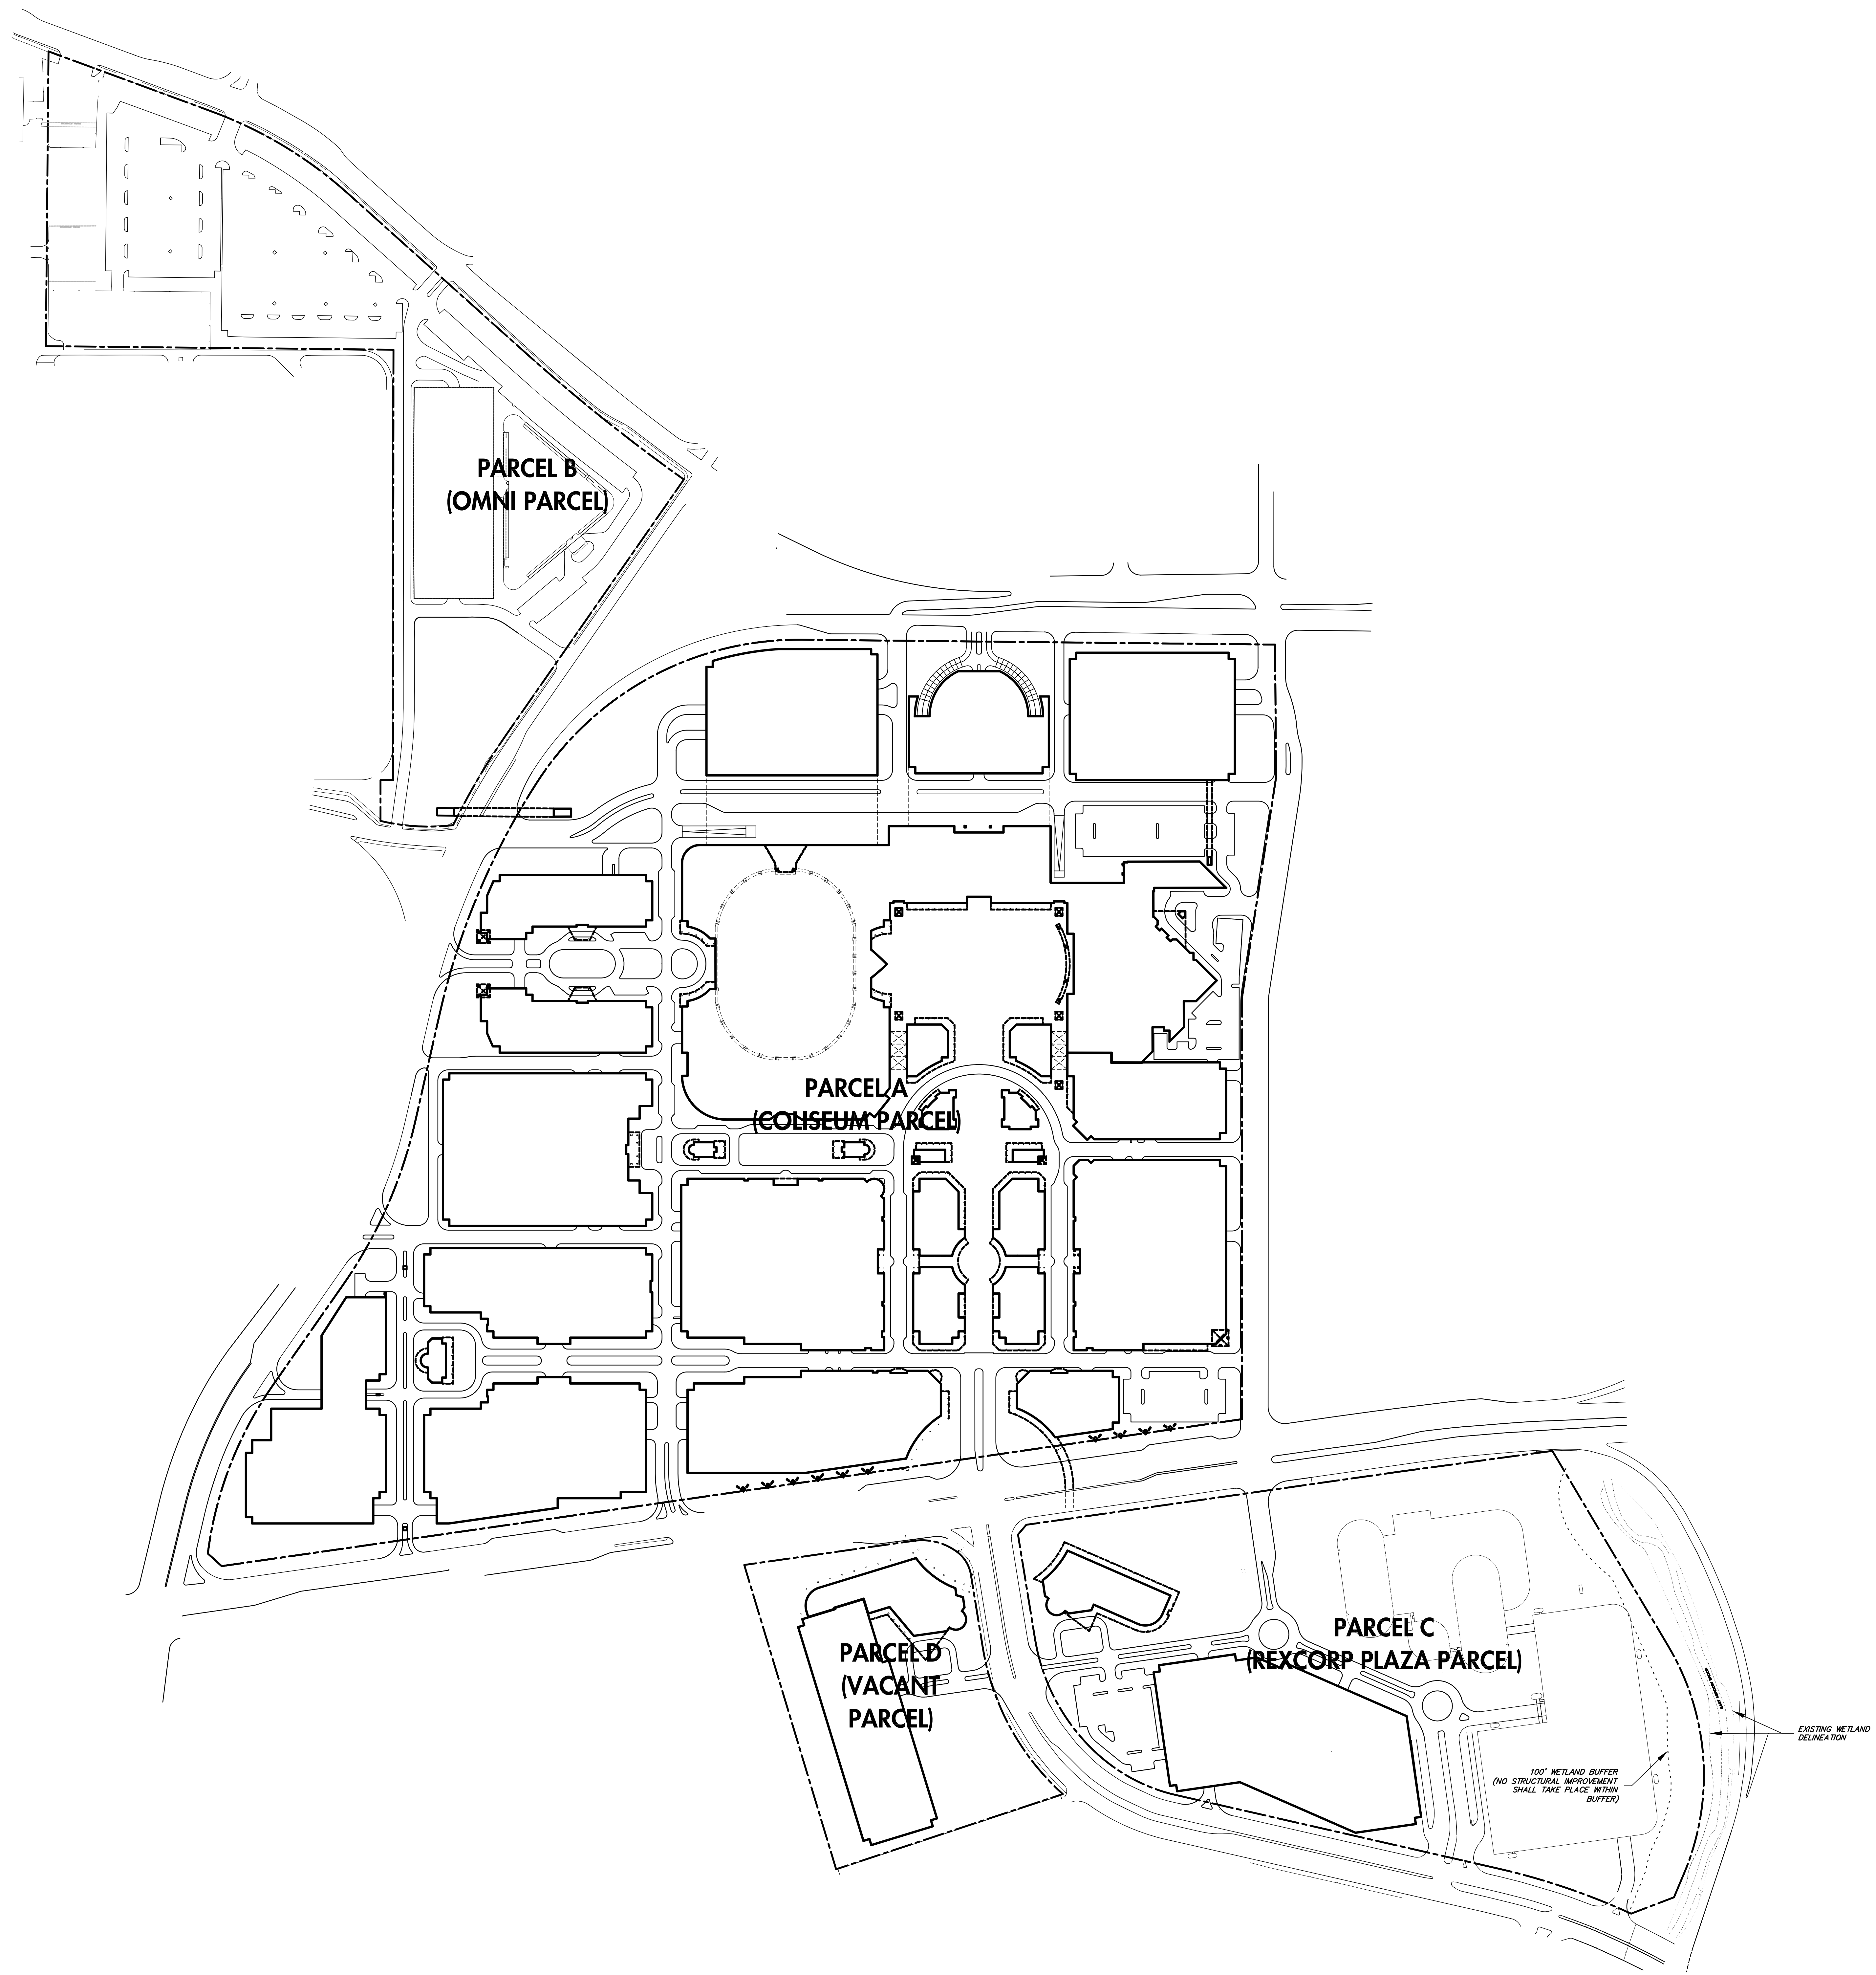 PARCEL B
(OMNI PARCEL)
PARCEL A
(COLISEUM PARCEL)
PARCEL C
(REXCORP PLAZA PARCEL)
PARCEL D
(VACANT
PARCEL)
EXISTING WETLAND
DELINEATION
100' WETLAND BUFFER
(NO STRUCTURAL IMPROVEMENT
SHALL TAKE PLACE WITHIN
BUFFER)